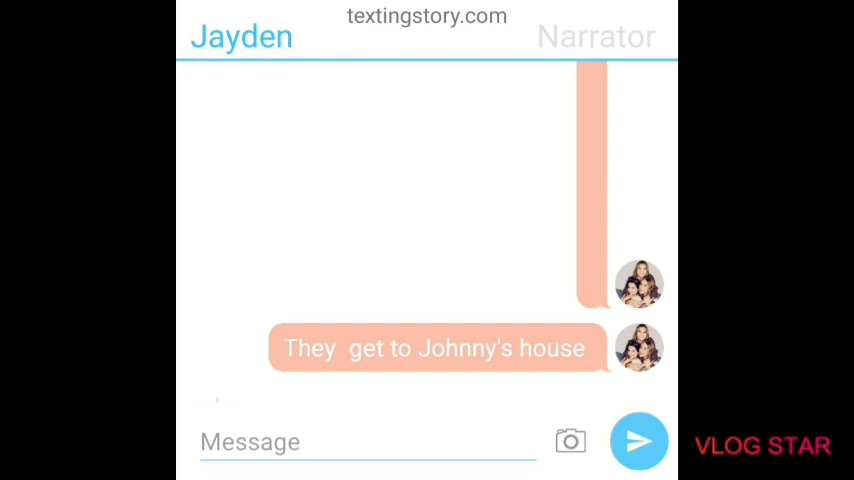 textingstory.com
Jayden
Narrator
They  get to Johnny's house
Message
VLOG STAR